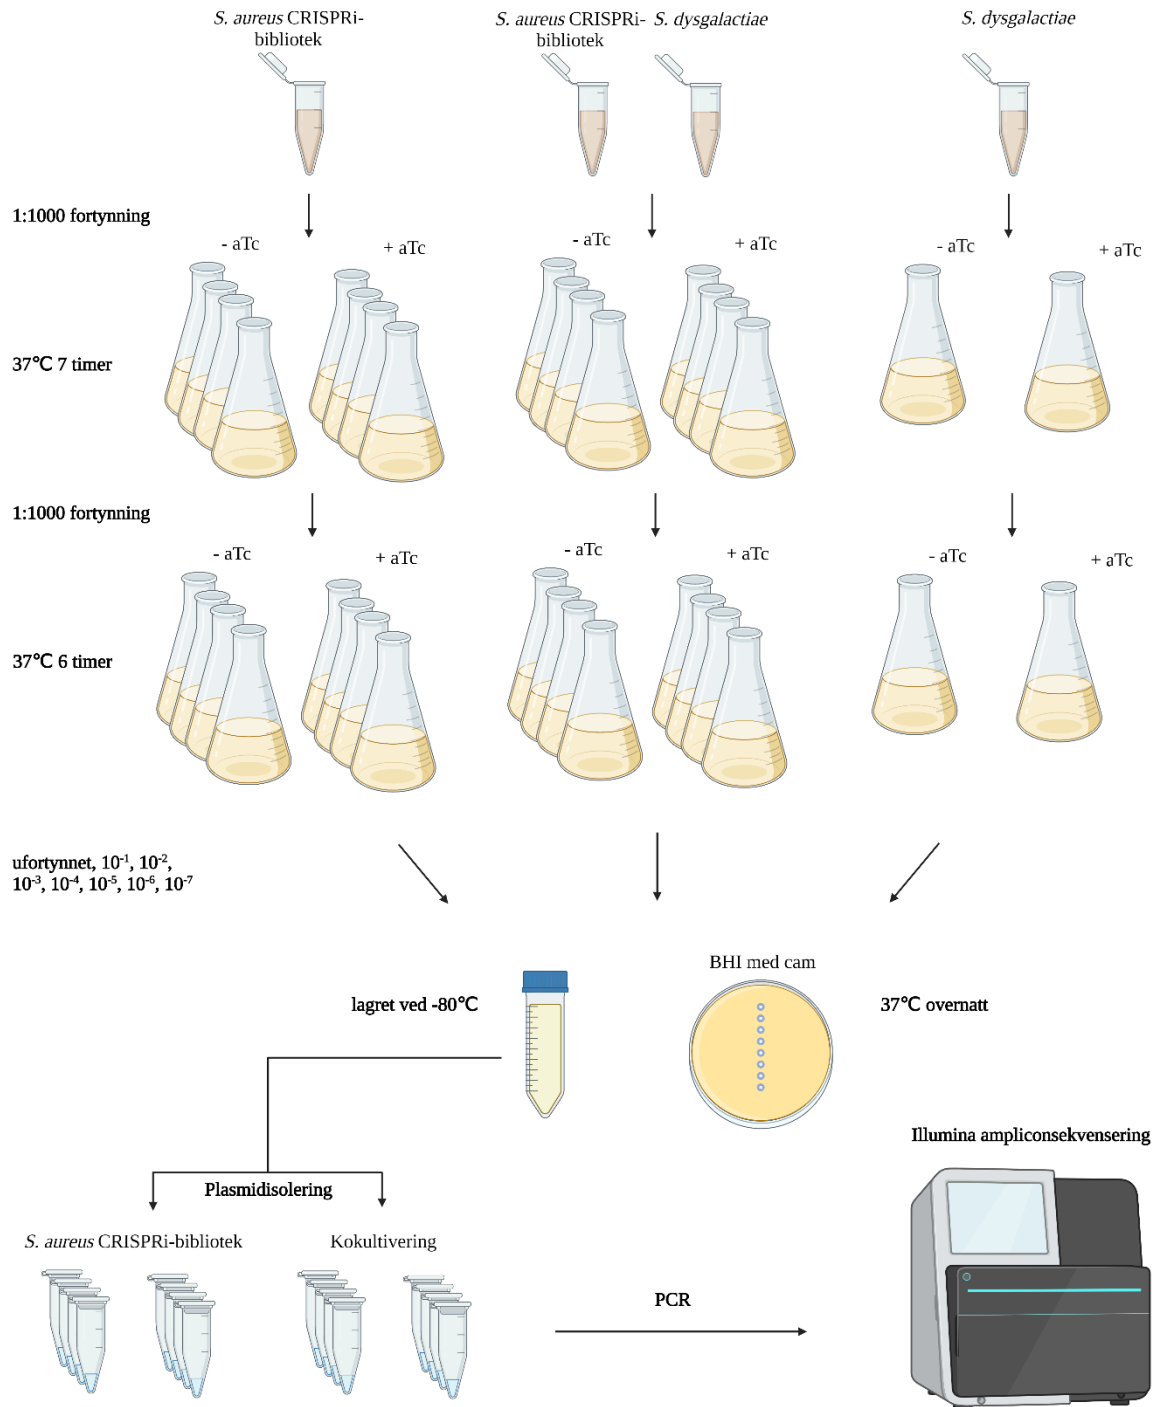 S. aureus CRISPRi-
bibliotek
S. aureus CRISPRi-
bibliotek
S. dysgalactiae
S. dysgalactiae
1:1000 fortynning
- aTc
+ aTc
- aTc
+ aTc
- aTc
+ aTc
37℃ 7 timer
1:1000 fortynning
- aTc
+ aTc
- aTc
+ aTc
- aTc
+ aTc
37℃ 6 timer
ufortynnet, 10⁻¹, 10⁻²,
10⁻³, 10⁻⁴, 10⁻⁵, 10⁻⁶, 10⁻⁷
BHI med cam
lagret ved -80℃
37℃ overnatt
Illumina ampliconsekvensering
Plasmidisolering
S. aureus CRISPRi-bibliotek
Kokultivering
PCR